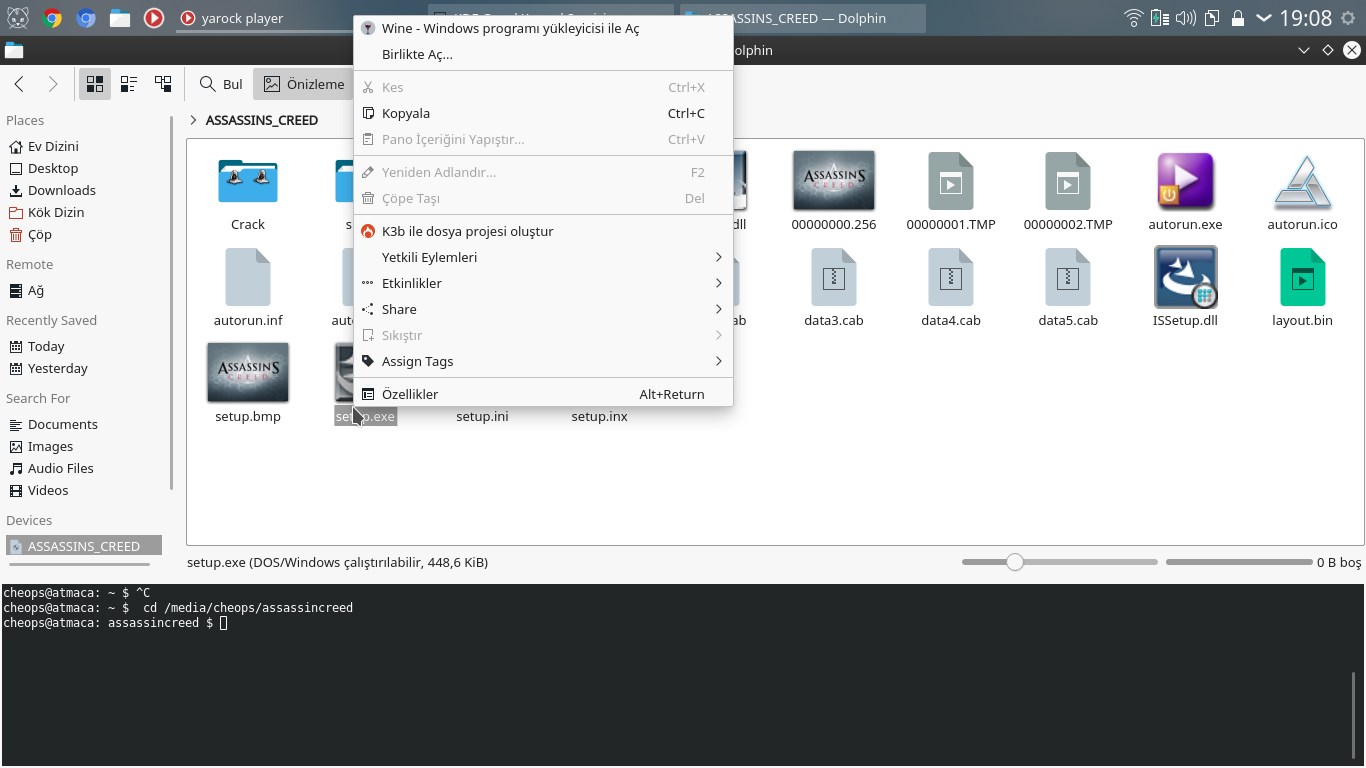 yarock player
ASSASSINS_CREED — Dolphin
19:08
olphin
Bul
Önizleme
Wine - Windows programı yükleyicisi ile Aç
Birlikte Aç...
Kes Ctrl+X
Kopyala Ctrl+C
Pano İçeriğini Yapıştır... Ctrl+V
Yeniden Adlandır... F2
Çöpe Taşı Del
K3b ile dosya projesi oluştur
Yetkili Eylemleri
Etkinlikler
Share
Sıkıştır
Assign Tags
Özellikler Alt+Return
Places
Ev Dizini
Desktop
Downloads
Kök Dizin
Çöp
Remote
Ağ
Recently Saved
Today
Yesterday
Search For
Documents
Images
Audio Files
Videos
Devices
ASSASSINS_CREED
ASSASSINS_CREED
Crack
dll
ASSASSINS
00000000.256
00000001.TMP
00000002.TMP
autorun.exe
autorun.ico
autorun.inf
data3.cab
data4.cab
data5.cab
ISSetup.dll
layout.bin
ASSASSINS
setup.bmp
setup.exe
setup.ini
setup.inx
setup.exe (DOS/Windows çalıştırılabilir, 448,6 KiB)
0 B boş
cheops@atmaca: ~ $ ^C
cheops@atmaca: ~ $  cd /media/cheops/assassincreed
cheops@atmaca: assassincreed $